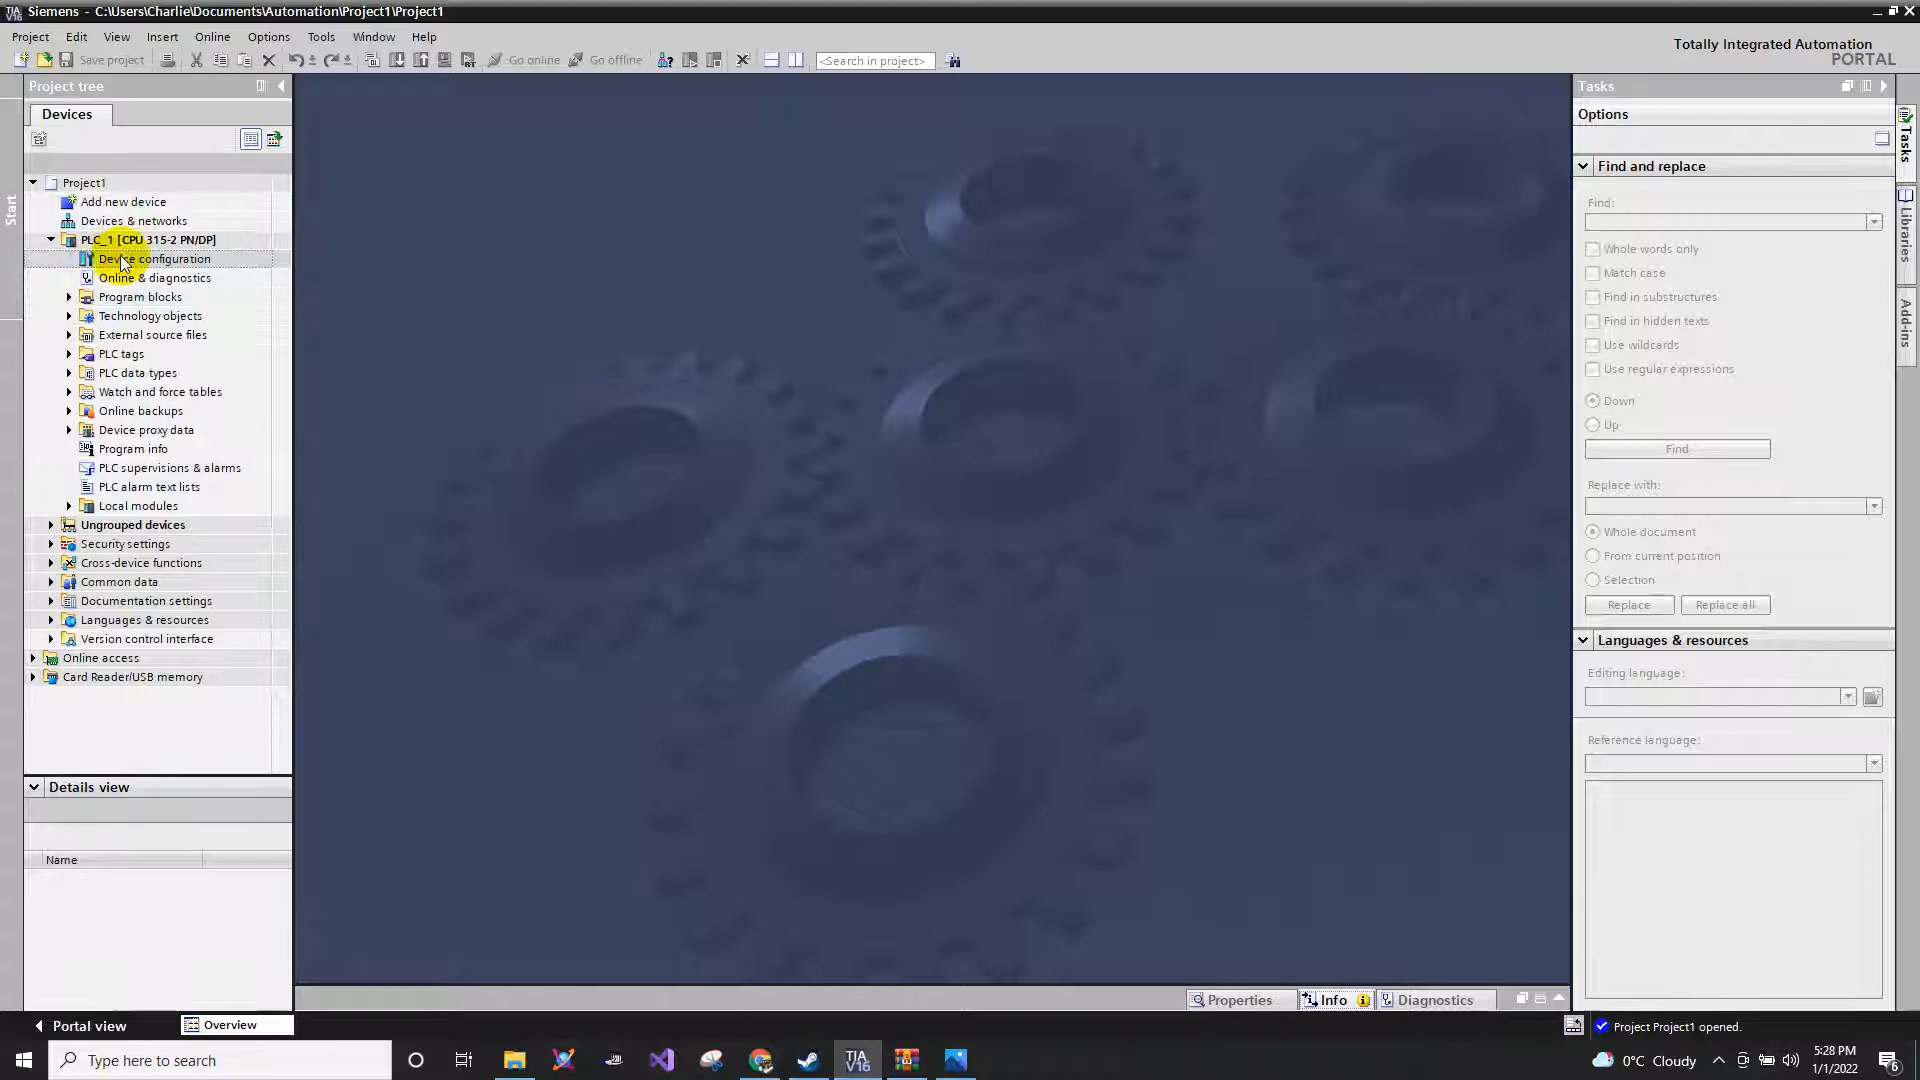 Siemens - C:\Users\Charlie\Documents\Automation\Project1\Project1
Project Edit View Insert Online Options Tools Window Help
Totally Integrated Automation
PORTAL
Save project Go online Go offline <Search in project>
Project tree
Devices
Start
Project1
Add new device
Devices & networks
PLC_1 [CPU 315-2 PN/DP]
Device configuration
Online & diagnostics
Program blocks
Technology objects
External source files
PLC tags
PLC data types
Watch and force tables
Online backups
Device proxy data
Program info
PLC supervisions & alarms
PLC alarm text lists
Local modules
Ungrouped devices
Security settings
Cross-device functions
Common data
Documentation settings
Languages & resources
Version control interface
Online access
Card Reader/USB memory
Details view
Name
Tasks
Options
Find and replace
Find:
Whole words only
Match case
Find in substructures
Find in hidden texts
Use wildcards
Use regular expressions
Down
Up
Find
Replace with:
Whole document
From current position
Selection
Replace Replace all
Languages & resources
Editing language:
Reference language:
Tasks
Libraries
Add-ins
Properties Info Diagnostics
Portal view Overview
Project Project1 opened.
Type here to search
TIA
V16
0°C Cloudy
5:28 PM
1/1/2022
6